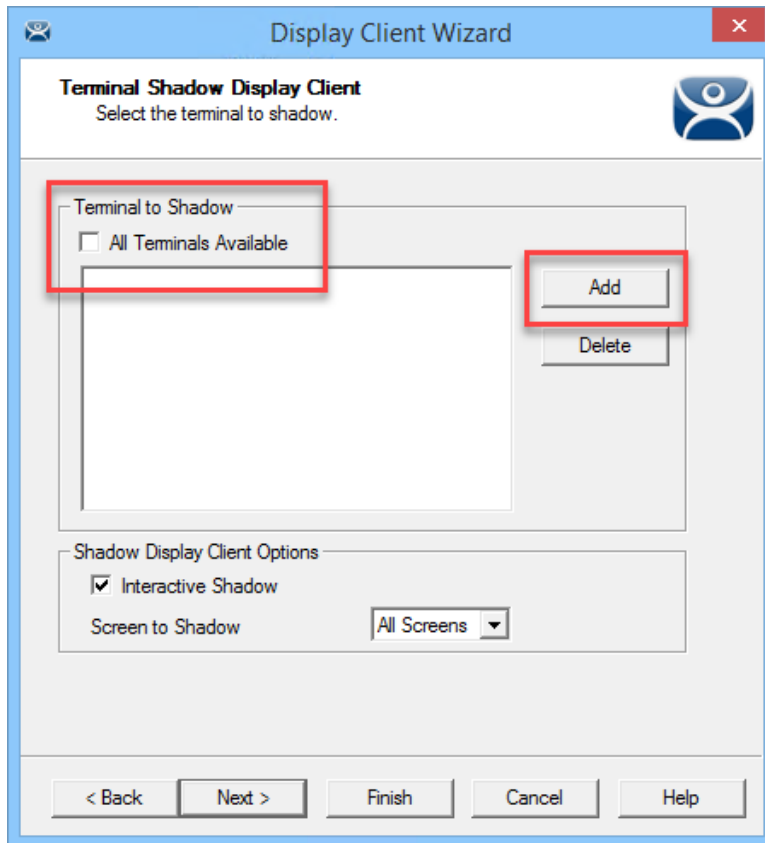 Display Client Wizard
Terminal Shadow Display Client
Select the terminal to shadow.
Terminal to Shadow
All Terminals Available
Add
Delete
Shadow Display Client Options
Interactive Shadow
Screen to Shadow
All Screens
< Back
Next >
Finish
Cancel
Help